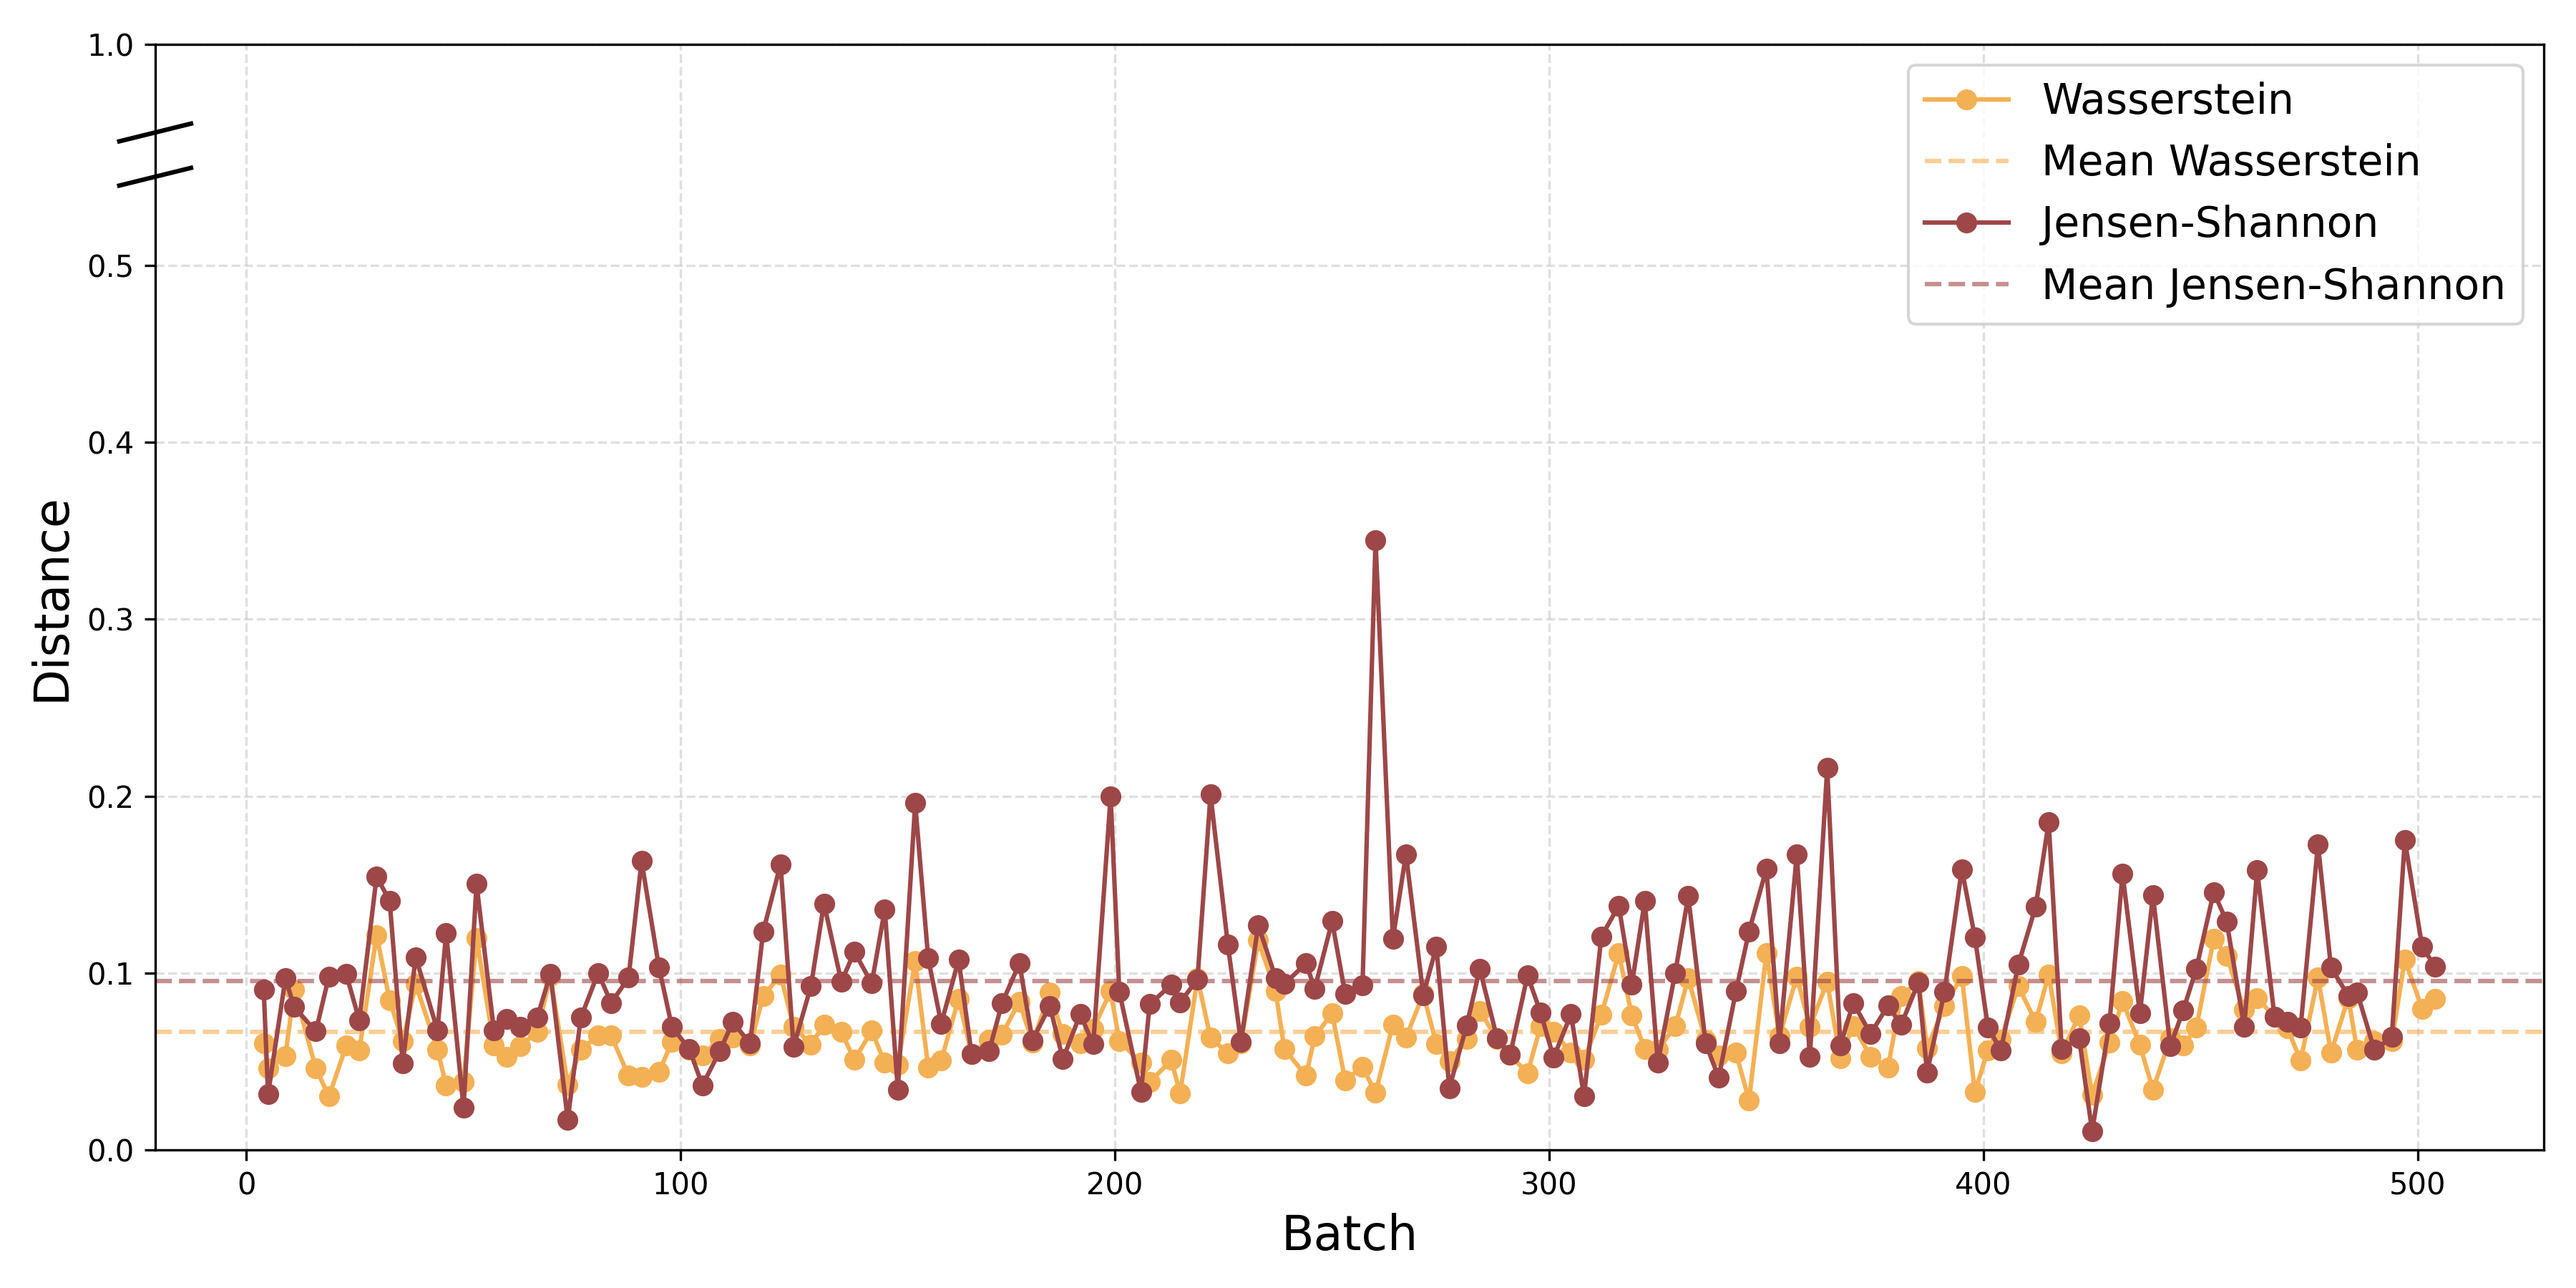 1.0
0.5
0.4
0.3
0.2
0.1
0.0
Distance
Wasserstein
Mean Wasserstein
Jensen-Shannon
Mean Jensen-Shannon
0 100 200 300 400 500
Batch